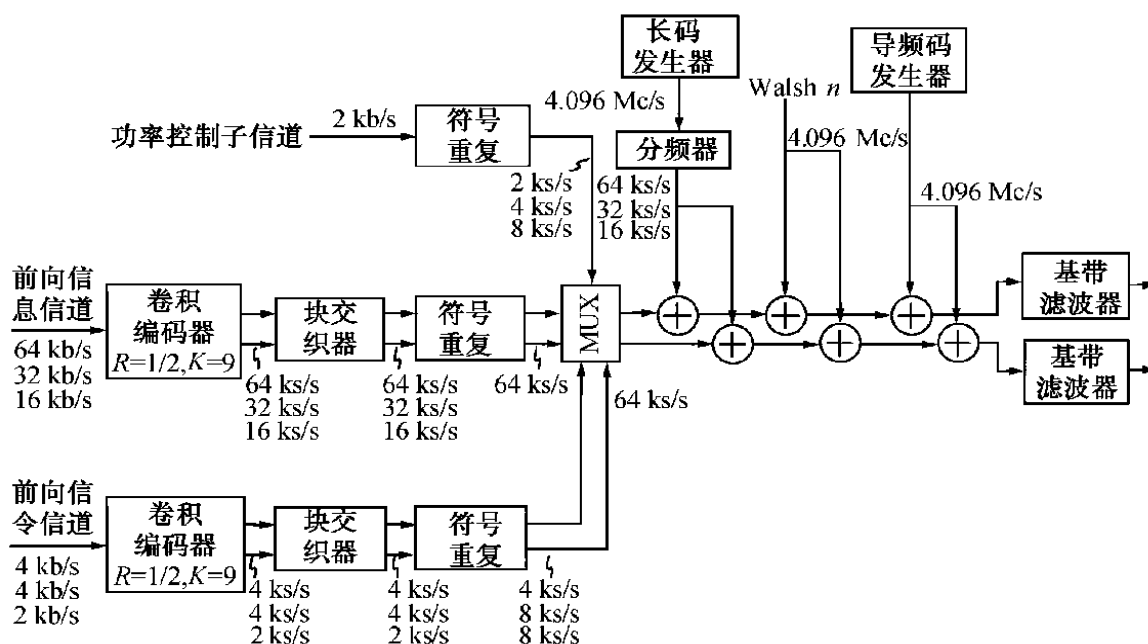 长码
发生器
导频码
发生器
4.096 Mc/s
Walsh n
功率控制子信道
2 kb/s
符号
重复
分频器
4.096 Mc/s
2 ks/s
4 ks/s
8 ks/s
64 ks/s
32 ks/s
16 ks/s
4.096 Mc/s
前向信
息信道
64 kb/s
32 kb/s
16 kb/s
卷积
编码器
R=1/2,K=9
64 ks/s
32 ks/s
16 ks/s
块交
织器
64 ks/s
32 ks/s
16 ks/s
符号
重复
64 ks/s
MUX
64 ks/s
基带
滤波器
基带
滤波器
前向信
令信道
4 kb/s
4 kb/s
2 kb/s
卷积
编码器
R=1/2,K=9
4 ks/s
4 ks/s
2 ks/s
块交
织器
4 ks/s
4 ks/s
2 ks/s
符号
重复
4 ks/s
8 ks/s
8 ks/s